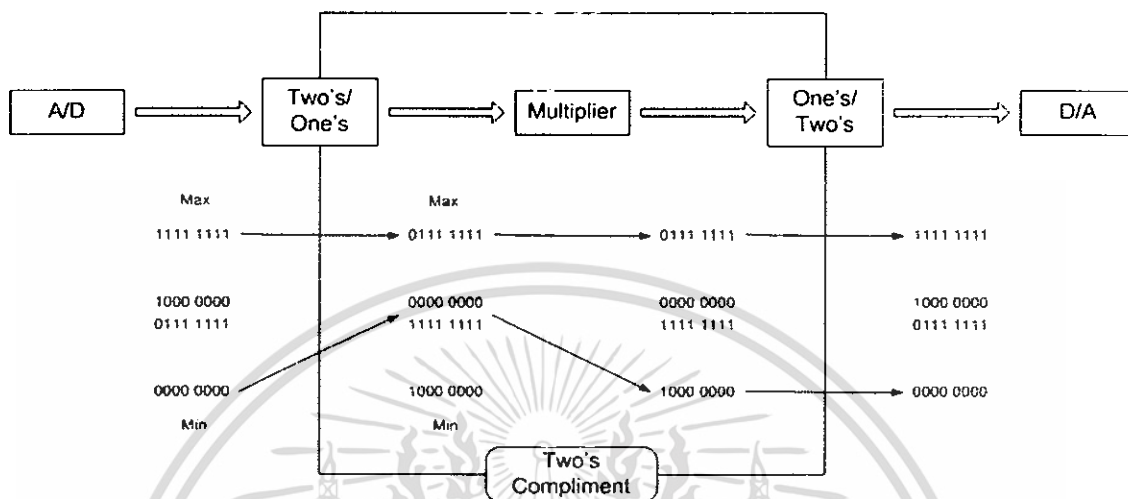 A/D
Two's/
One's
Multiplier
One's/
Two's
D/A
Max
Max
1111 1111
0111 1111
0111 1111
1111 1111
1000 0000
0000 0000
0000 0000
1000 0000
0111 1111
1111 1111
1111 1111
0111 1111
0000 0000
1000 0000
1000 0000
0000 0000
Min
Min
Two's
Compliment